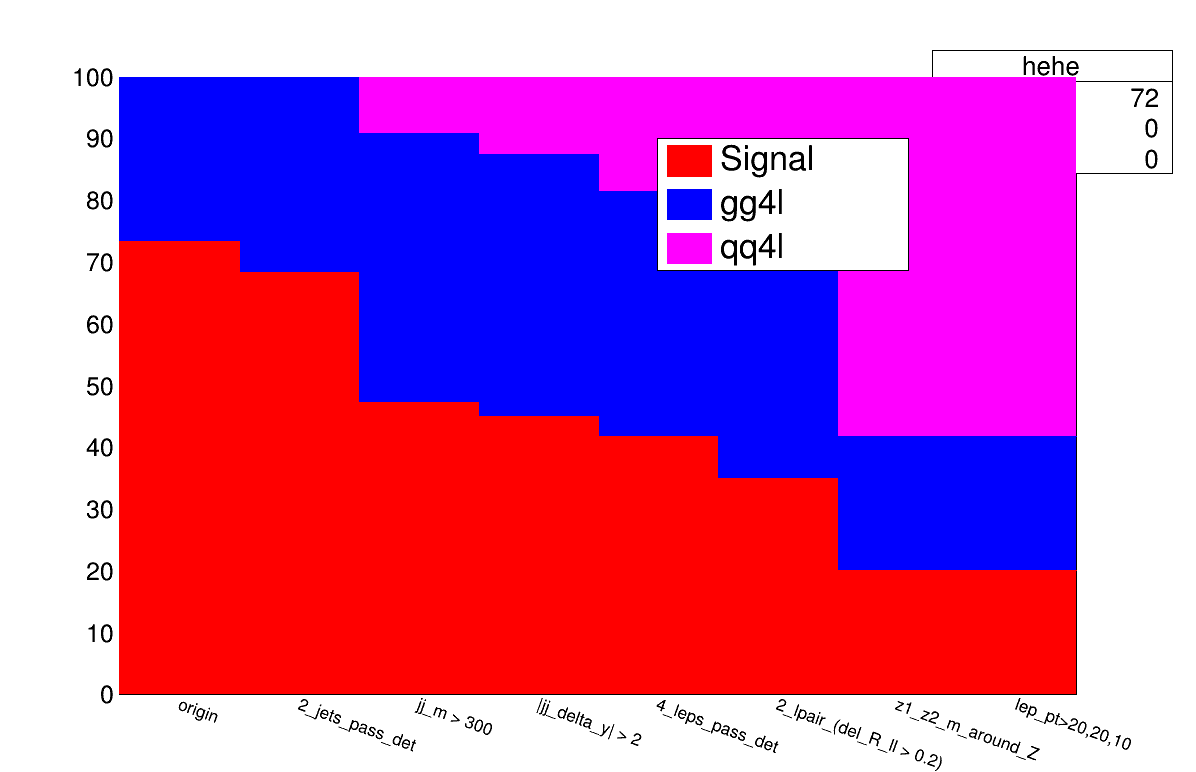 hehe
72
0
0
100
90
80
70
60
50
40
30
20
10
0
Signal
gg4l
qq4l
origin
2_jets_pass_det
jj_m > 300
|jj_delta_y| > 2
4_leps_pass_det
2_lpair_(del_R_ll > 0.2)
z1_z2_m_around_Z
lep_pt>20,20,10